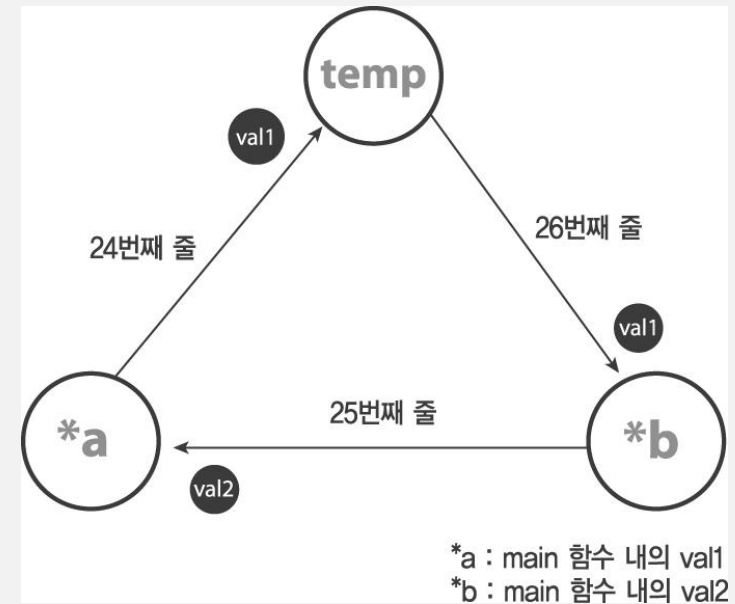 temp
val1
24번째 줄
26번째 줄
val1
*a
25번째 줄
*b
val2
*a : main 함수 내의 val1
*b : main 함수 내의 val2